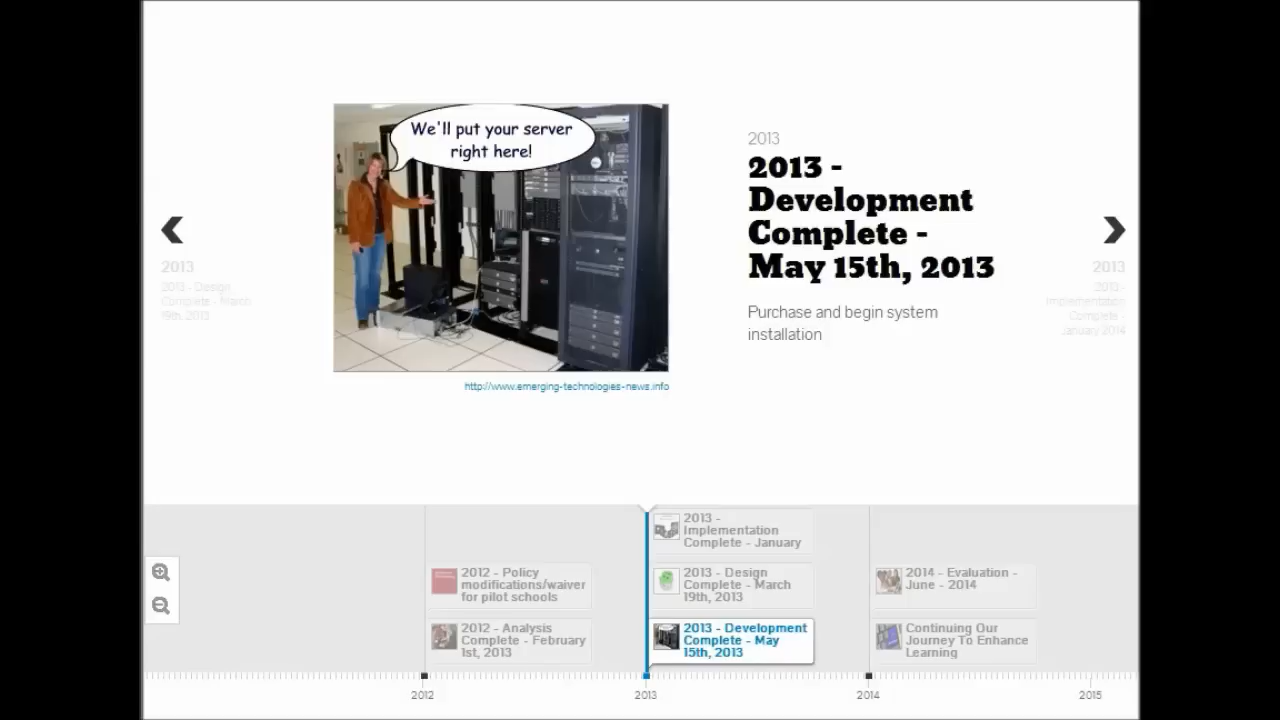 We'll put your server
right here!
http://www.emerging-technologies-news.info
2013
2013 -
Development
Complete -
May 15th, 2013
Purchase and begin system
installation
2013
2013 - Design
Complete - March
19th, 2013
2013
2013 -
Implementation
Complete -
January 2014
2013 -
Implementation
Complete - January
2012 - Policy
modifications/waiver
for pilot schools
2013 - Design
Complete - March
19th, 2013
2014 - Evaluation -
June - 2014
2012 - Analysis
Complete - February
1st, 2013
2013 - Development
Complete - May
15th, 2013
Continuing Our
Journey To Enhance
Learning
2012
2013
2014
2015